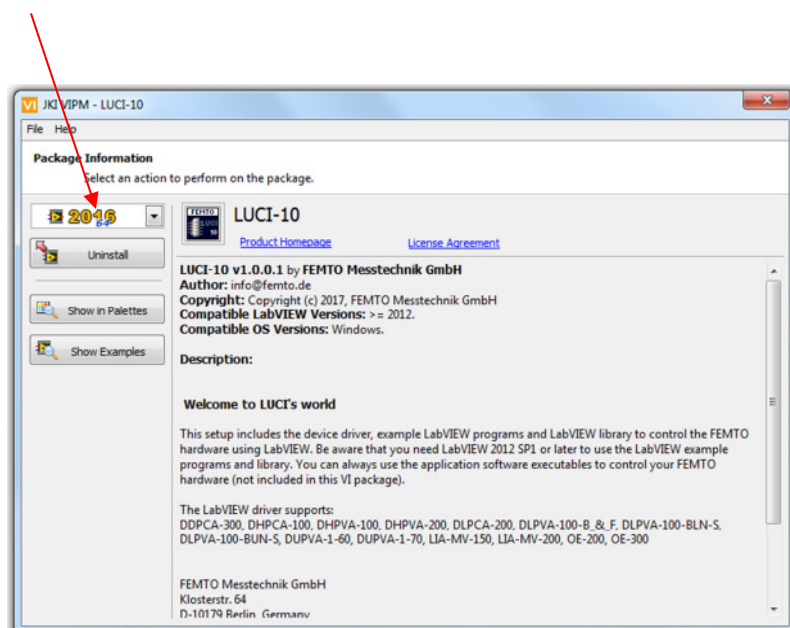 VI JKI VIPM - LUCI-10
File Help
Package Information
Select an action to perform on the package.
2016
64
Uninstall
Show in Palettes
Show Examples
FEMTO
LUCI
10
LUCI-10
Product Homepage License Agreement
LUCI-10 v1.0.0.1 by FEMTO Messtechnik GmbH
Author: info@femto.de
Copyright: Copyright (c) 2017, FEMTO Messtechnik GmbH
Compatible LabVIEW Versions: >= 2012.
Compatible OS Versions: Windows.
Description:
Welcome to LUCI's world
This setup includes the device driver, example LabVIEW programs and LabVIEW library to control the FEMTO
hardware using LabVIEW. Be aware that you need LabVIEW 2012 SP1 or later to use the LabVIEW example
programs and library. You can always use the application software executables to control your FEMTO
hardware (not included in this VI package).
The LabVIEW driver supports:
DDPCA-300, DHPCA-100, DHPVA-100, DHPVA-200, DLPCA-200, DLPVA-100-B_&_F, DLPVA-100-BLN-S,
DLPVA-100-BUN-S, DUPVA-1-60, DUPVA-1-70, LIA-MV-150, LIA-MV-200, OE-200, OE-300
FEMTO Messtechnik GmbH
Klosterstr. 64
D-10179 Berlin, Germany